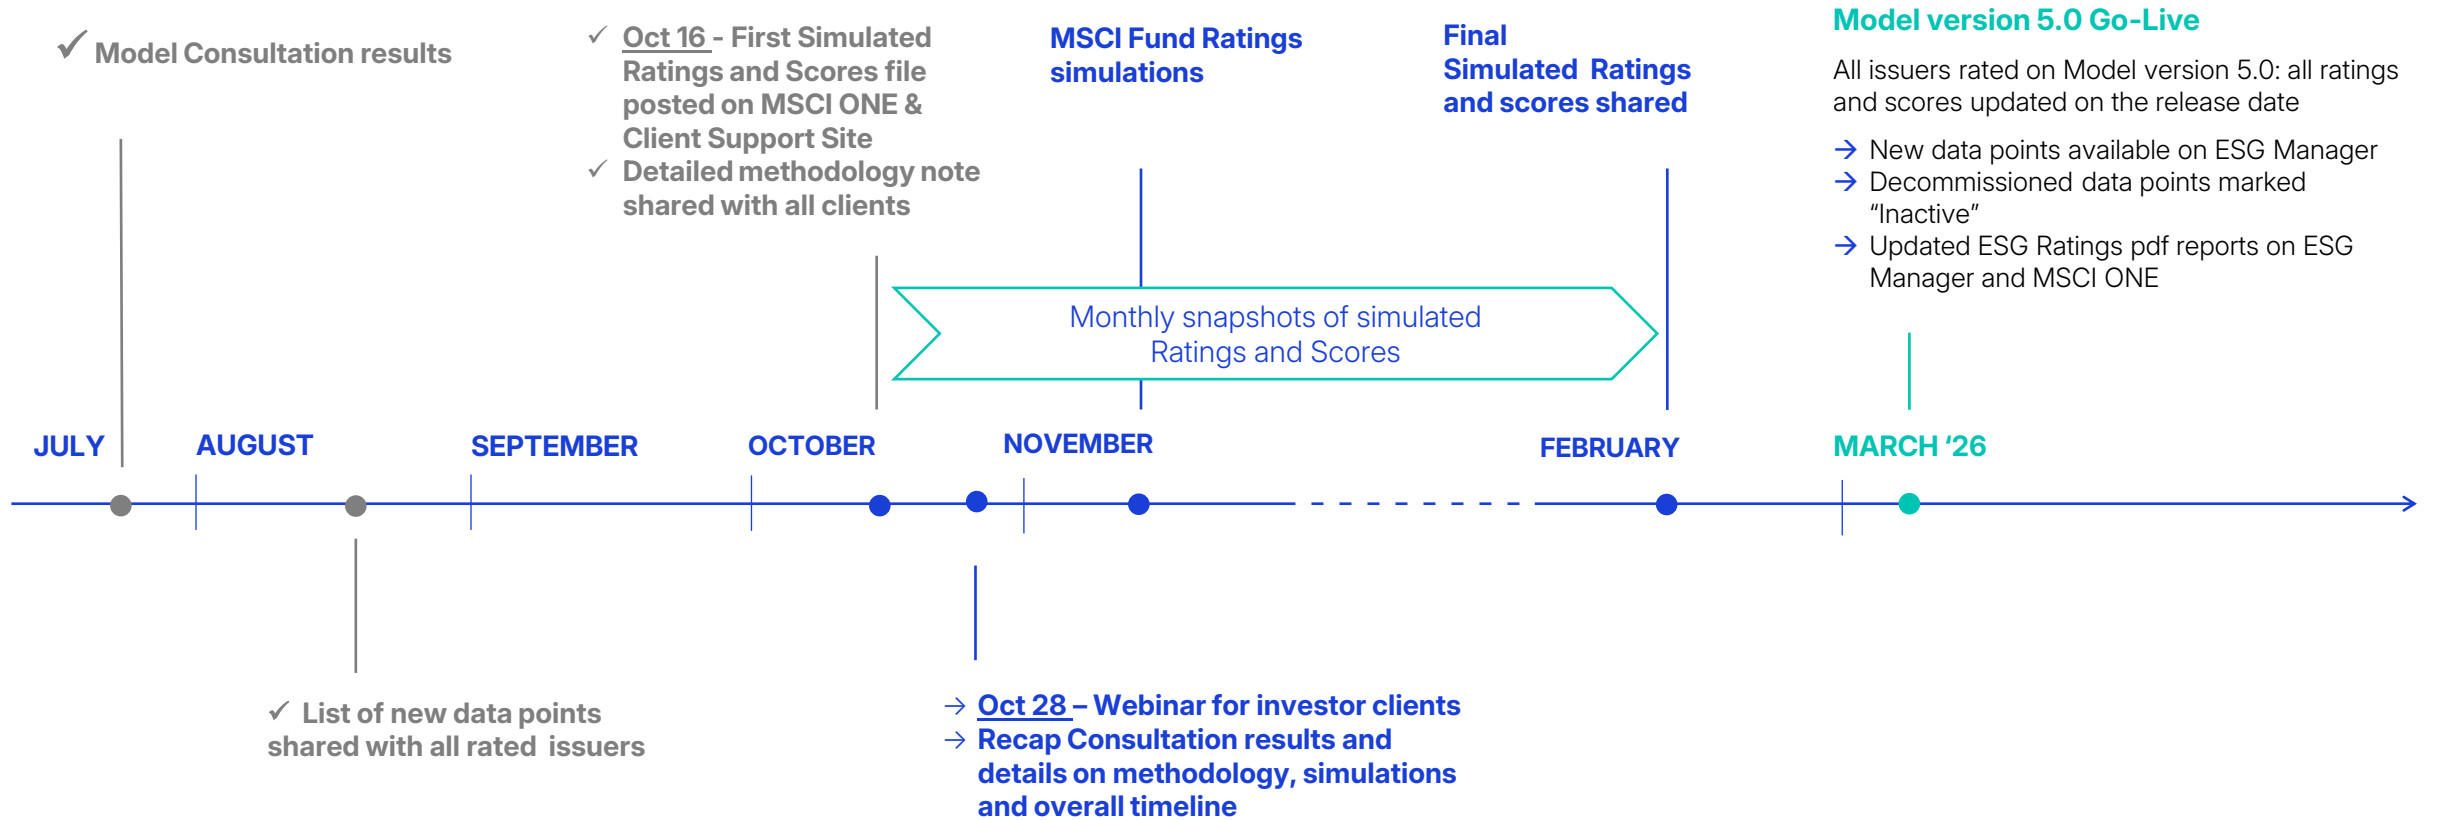 ✓ Model Consultation results
✓ Oct 16 - First Simulated
Ratings and Scores file
posted on MSCI ONE &
Client Support Site
✓ Detailed methodology note
shared with all clients
MSCI Fund Ratings
simulations
Final
Simulated Ratings
and scores shared
Model version 5.0 Go-Live
All issuers rated on Model version 5.0: all ratings
and scores updated on the release date
→ New data points available on ESG Manager
→ Decommissioned data points marked
“Inactive”
→ Updated ESG Ratings pdf reports on ESG
Manager and MSCI ONE
Monthly snapshots of simulated
Ratings and Scores
JULY
AUGUST
SEPTEMBER
OCTOBER
NOVEMBER
FEBRUARY
MARCH ‘26
✓ List of new data points
shared with all rated issuers
→ Oct 28 – Webinar for investor clients
→ Recap Consultation results and
details on methodology, simulations
and overall timeline